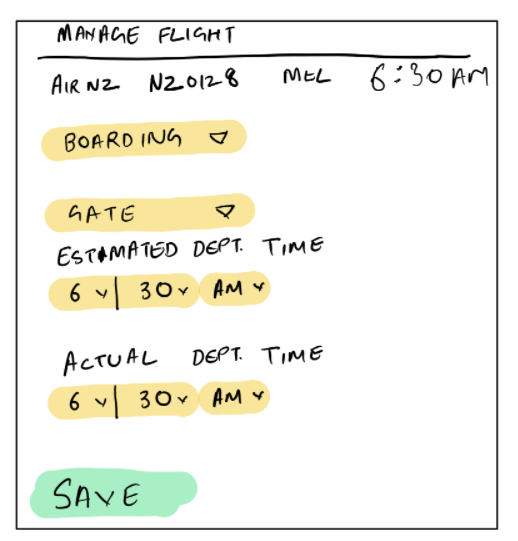 MANAGE FLIGHT
AIR NZ NZ0128 MEL 6:30 AM
BOARDING
GATE
ESTIMATED DEPT. TIME
6 30 AM
ACTUAL DEPT. TIME
6 30 AM
SAVE